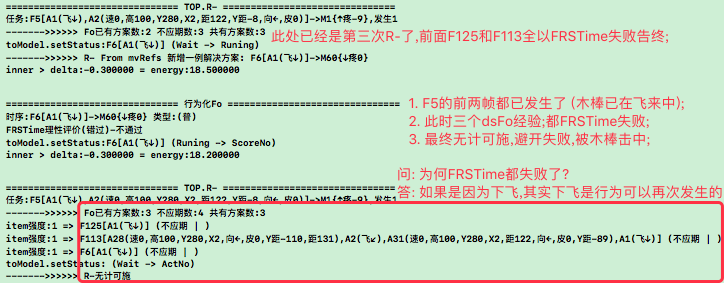 =============================== TOP.R- ===============================
任务:F5[A1(飞↓),A2(速0,高100,Y280,X2,距122,Y距-8,向←,皮0)]->M1{↑疼-9},发生1
------->>>>>> Fo已有方案数:2 不应期数:3 共有方案数:3
此处已经是第三次R-了,前面F125和F113全以FRSTime失败告终;
toModel.setStatus:F6[A1(飞↓)] (Wait -> Runing)
------->>>>>> R- From mvRefs 新增一例解决方案: F6[A1(飞↓)]->M60{↓疼0}
inner > delta:-0.300000 = energy:18.500000
=============================== 行为化Fo ===============================
时序:F6[A1(飞↓)]->M60{↓疼0} 类型:(普)
FRSTime理性评价(错过)-不通过
toModel.setStatus:F6[A1(飞↓)] (Runing -> ScoreNo)
inner > delta:-0.300000 = energy:18.200000
1. F5的前两帧都已发生了 (木棒已在飞来中);
2. 此时三个dsFo经验;都FRSTime失败;
3. 最终无计可施,避开失败,被木棒击中;
问: 为何FRSTime都失败了?
答: 如果是因为下飞,其实下飞是行为可以再次发生的
=============================== TOP.R- ===============================
任务:F5[A1(飞↓),A2(速0,高100,Y280,X2,距122,Y距-8,向←,皮0)]->M1{↑疼-9},发生1
------->>>>>> Fo已有方案数:3 不应期数:4 共有方案数:3
item强度:1 => F125[A1(飞↓)] (不应期 | )
item强度:1 => F113[A28(速0,高100,Y280,X2,向←,皮0,Y距-110,距131),A2(飞↙),A31(速0,高100,Y280,X2,距122,向←,皮0,Y距-89),A1(飞↓)] (不应期 | )
item强度:1 => F6[A1(飞↓)] (不应期 | )
toModel.setStatus: (Wait -> ActNo)
------->>>>>> R-无计可施